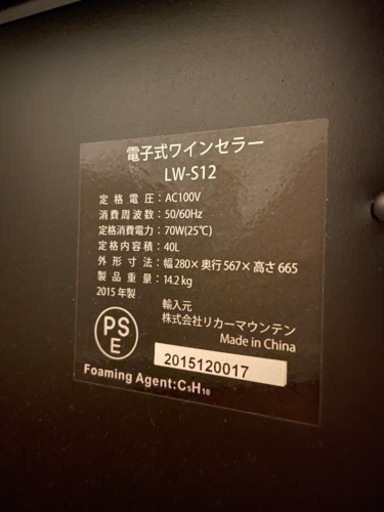 電子式ワインセラー
LW-S12
定格電圧：AC100V
消費周波数：50/60Hz
定格消費電力：70W(25℃)
定格内容積：40L
外形寸法：幅280×奥行567×高さ665
製品重量：14.2kg
2015年製
輸入元
株式会社リカーマウンテン
Made in China
PS
E
2015120017
Foaming Agent:C5H10